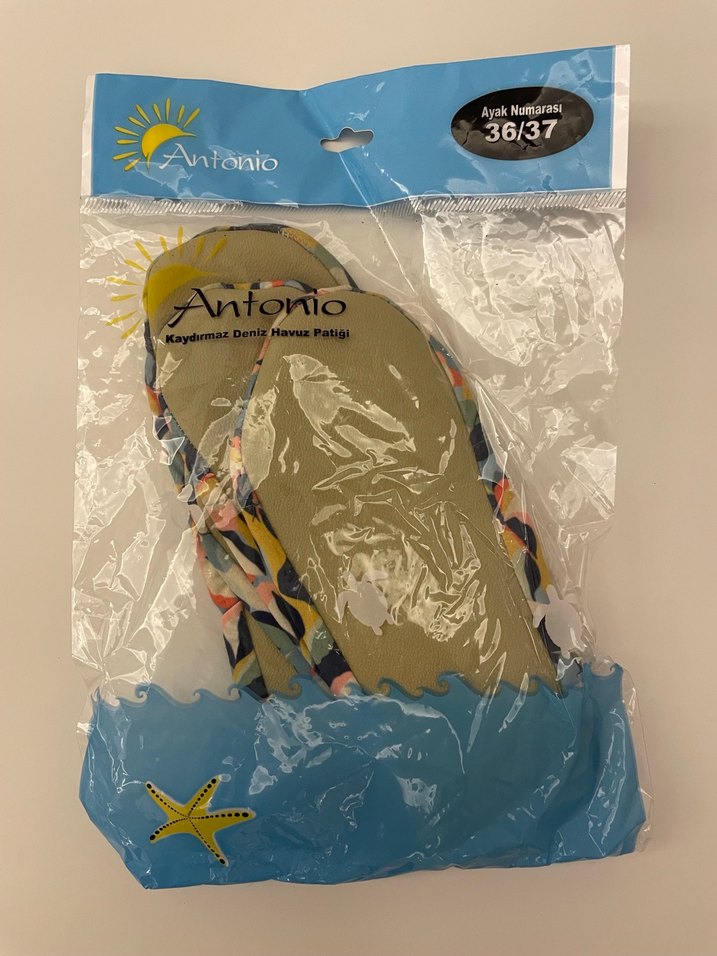 Antonio
Ayak Numarası
36/37
Antonio
Kaydırmaz Deniz Havuz Patiği